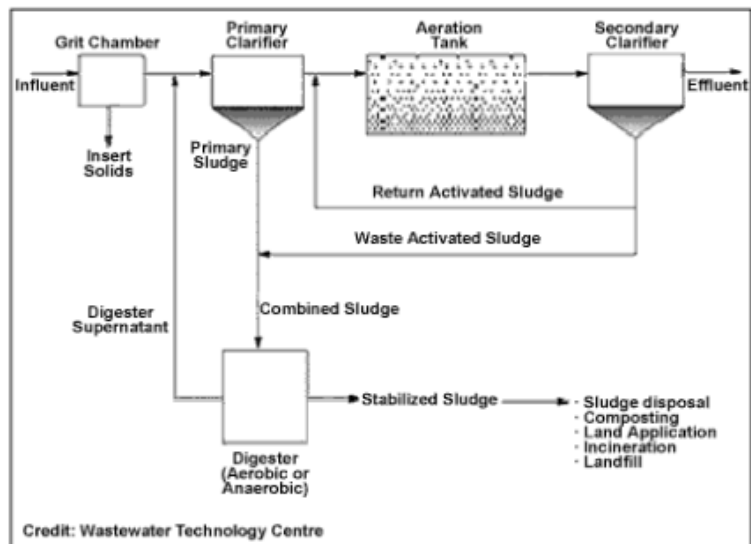 Grit Chamber
Primary
Clarifier
Aeration
Tank
Secondary
Clarifier
Influent
Effluent
Insert
Solids
Primary
Sludge
Return Activated Sludge
Waste Activated Sludge
Digester
Supernatant
Combined Sludge
Stabilized Sludge
· Sludge disposal
· Composting
· Land Application
· Incineration
· Landfill
Digester
(Aerobic or
Anaerobic)
Credit: Wastewater Technology Centre